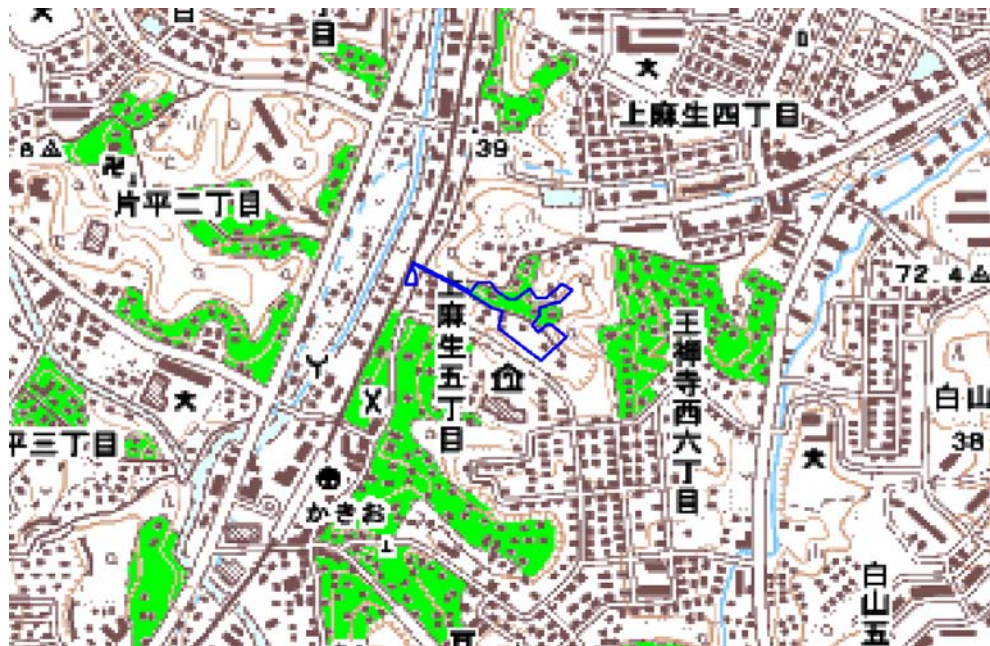 目
39
上麻生四丁目
片平二丁目
上麻生五丁目
王禅寺西六丁目
72.4
白山
38
平三丁目
かきお
白山五